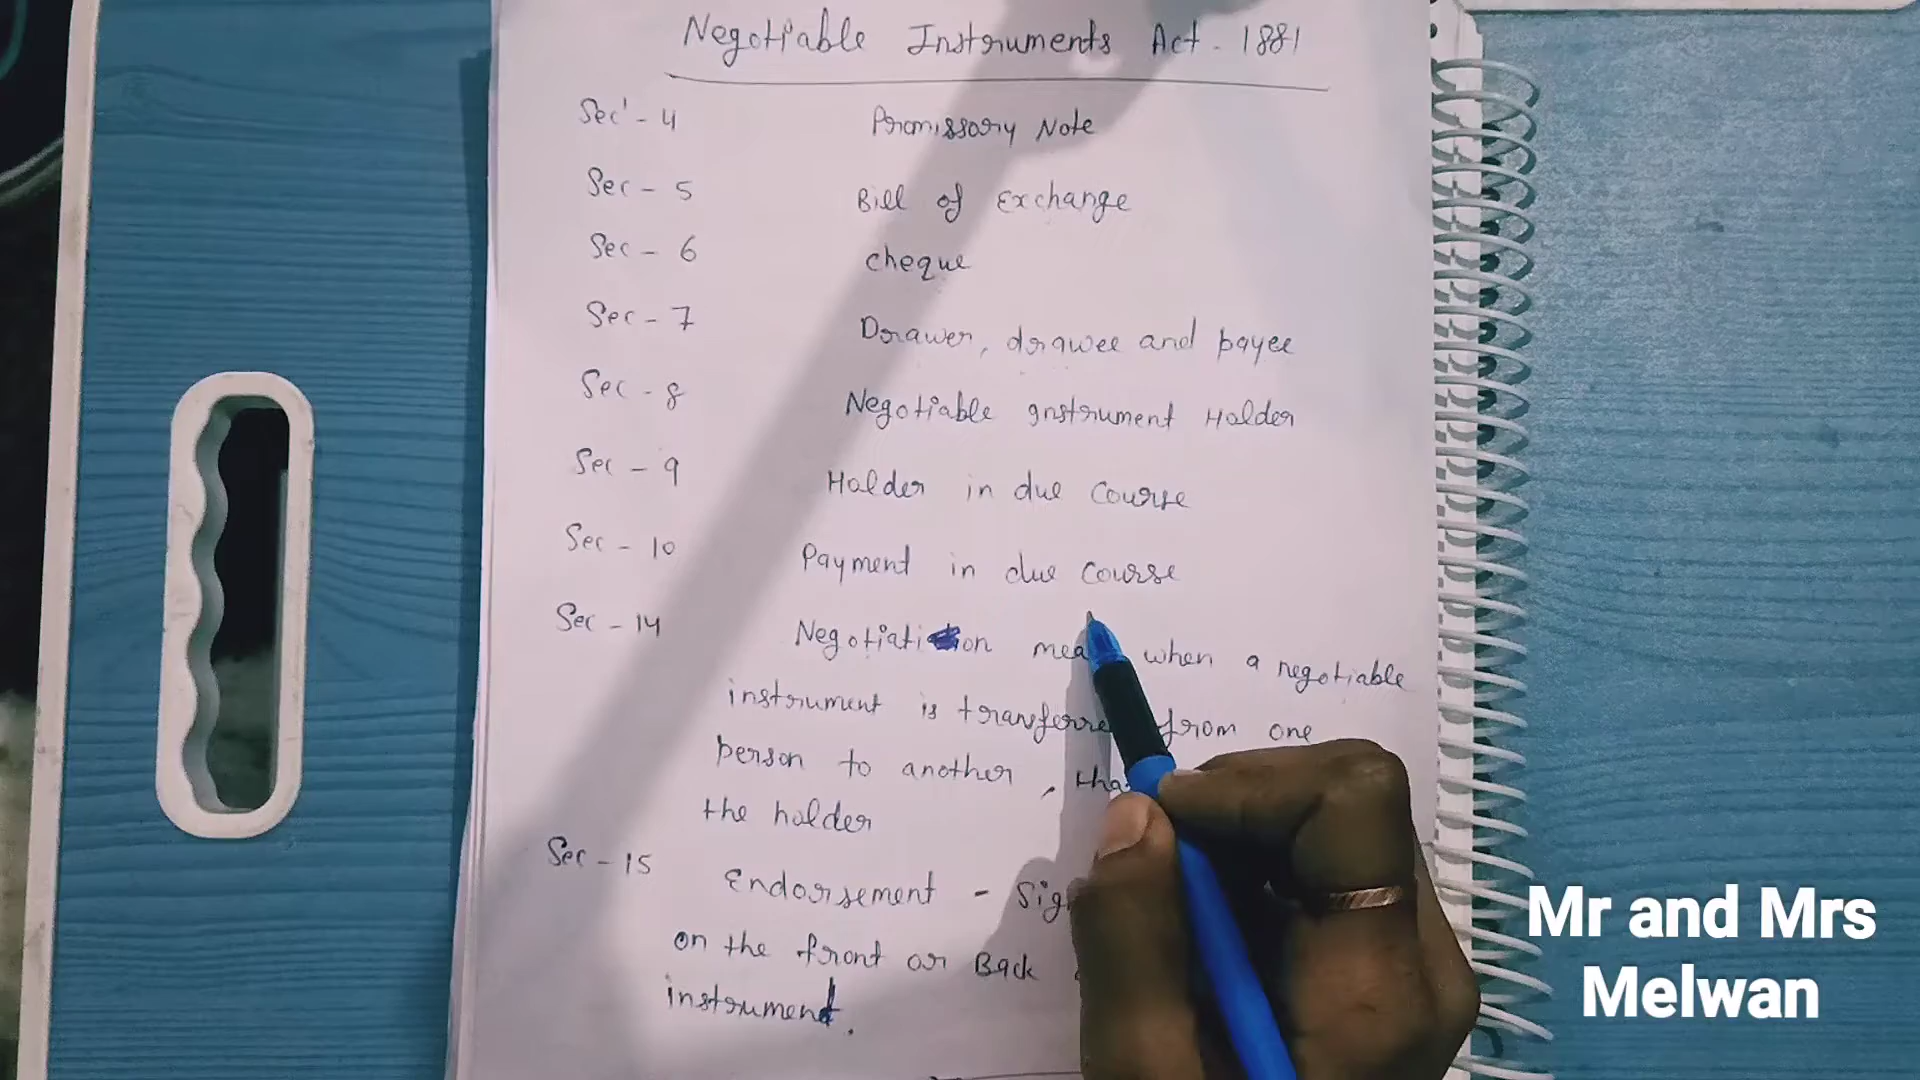 Negotiable Instruments Act - 1881
Sec - 4 Promissory Note
Sec - 5 Bill of Exchange
Sec - 6 cheque
Sec - 7 Drawer, drawee and payee
Sec - 8 Negotiable Instrument Holder
Sec - 9 Holder in due course
Sec - 10 Payment in due course
Sec - 14 Negotiation when a negotiable
instrument is from one
person to another,
the holder
Sec - 15 Endorsement -
on the front or Back
instrument.
Mr and Mrs
Melwan